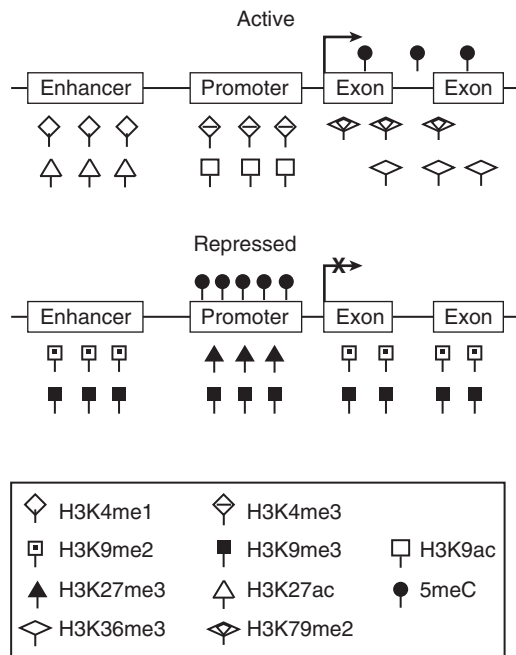 Active
Enhancer Promoter Exon Exon
Repressed
X
Enhancer Promoter Exon Exon
H3K4me1 H3K4me3
H3K9me2 H3K9me3 H3K9ac
H3K27me3 H3K27ac 5meC
H3K36me3 H3K79me2